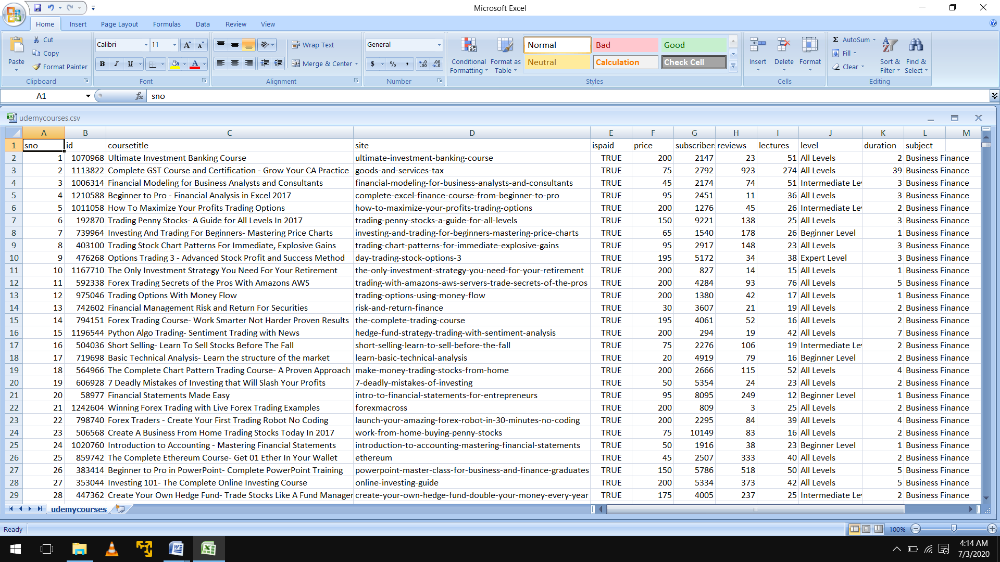 Microsoft Excel
Home Insert Page Layout Formulas Data Review View
Paste Cut Copy Format Painter Clipboard
Calibri 11 B I U Font
Wrap Text Merge & Center Alignment
General $ % , Number
Conditional Formatting Format as Table Normal Bad Good Neutral Calculation Check Cell Styles
Insert Delete Format Cells
Σ AutoSum Fill Clear Sort & Filter Find & Select Editing
A1 fx sno
udemycourses.csv
A B C D E F G H I J K L M
1 sno id coursetitle site ispaid price subscribers reviews lectures level duration subject
2 1 1070968 Ultimate Investment Banking Course ultimate-investment-banking-course TRUE 200 2147 23 51 All Levels 2 Business Finance
3 2 1113822 Complete GST Course and Certification - Grow Your CA Practice goods-and-services-tax TRUE 75 2792 923 274 All Levels 39 Business Finance
4 3 1006314 Financial Modeling for Business Analysts and Consultants financial-modeling-for-business-analysts-and-consultants TRUE 45 2174 74 51 Intermediate Le 3 Business Finance
5 4 1210588 Beginner to Pro - Financial Analysis in Excel 2017 complete-excel-finance-course-from-beginner-to-pro TRUE 95 2451 11 36 All Levels 3 Business Finance
6 5 1011058 How To Maximize Your Profits Trading Options how-to-maximize-your-profits-trading-options TRUE 200 1276 45 26 Intermediate Le 2 Business Finance
7 6 192870 Trading Penny Stocks- A Guide for All Levels In 2017 trading-penny-stocks-a-guide-for-all-levels TRUE 150 9221 138 25 All Levels 3 Business Finance
8 7 739964 Investing And Trading For Beginners- Mastering Price Charts investing-and-trading-for-beginners-mastering-price-charts TRUE 65 1540 178 26 Beginner Level 1 Business Finance
9 8 403100 Trading Stock Chart Patterns For Immediate, Explosive Gains trading-chart-patterns-for-immediate-explosive-gains TRUE 95 2917 148 23 All Levels 3 Business Finance
10 9 476268 Options Trading 3 - Advanced Stock Profit and Success Method day-trading-stock-options-3 TRUE 195 5172 34 38 Expert Level 3 Business Finance
11 10 1167710 The Only Investment Strategy You Need For Your Retirement the-only-investment-strategy-you-need-for-your-retirement TRUE 200 827 14 15 All Levels 1 Business Finance
12 11 592338 Forex Trading Secrets of the Pros With Amazons AWS trading-with-amazons-aws-servers-trade-secrets-of-the-pros TRUE 200 4284 93 76 All Levels 5 Business Finance
13 12 975046 Trading Options With Money Flow trading-options-using-money-flow TRUE 200 1380 42 17 All Levels 1 Business Finance
14 13 742602 Financial Management Risk and Return For Securities risk-and-return-finance TRUE 30 3607 21 19 All Levels 2 Business Finance
15 14 794151 Forex Trading Course- Work Smarter Not Harder Proven Results the-complete-trading-course TRUE 195 4061 52 16 All Levels 2 Business Finance
16 15 1196544 Python Algo Trading- Sentiment Trading with News hedge-fund-strategy-trading-with-sentiment-analysis TRUE 200 294 19 42 All Levels 7 Business Finance
17 16 504036 Short Selling- Learn To Sell Stocks Before The Fall short-selling-learn-to-sell-before-the-fall TRUE 75 2276 106 19 Intermediate Le 2 Business Finance
18 17 719698 Basic Technical Analysis- Learn the structure of the market learn-basic-technical-analysis TRUE 20 4919 79 16 Beginner Level 2 Business Finance
19 18 564966 The Complete Chart Pattern Trading Course- A Proven Approach make-money-trading-stocks-from-home TRUE 200 2666 115 52 All Levels 4 Business Finance
20 19 606928 7 Deadly Mistakes of Investing that Will Slash Your Profits 7-deadly-mistakes-of-investing TRUE 50 5354 24 23 All Levels 2 Business Finance
21 20 58977 Financial Statements Made Easy intro-to-financial-statements-for-entrepreneurs TRUE 95 8095 249 12 Beginner Level 1 Business Finance
22 21 1242604 Winning Forex Trading with Live Forex Trading Examples forexmacross TRUE 200 809 3 25 All Levels 2 Business Finance
23 22 798740 Forex Traders - Create Your First Trading Robot No Coding launch-your-amazing-forex-robot-in-30-minutes-no-coding TRUE 200 2295 84 39 All Levels 4 Business Finance
24 23 506568 Create A Business From Home Trading Stocks Today In 2017 work-from-home-buying-penny-stocks TRUE 75 10149 83 16 All Levels 2 Business Finance
25 24 1020760 Introduction to Accounting - Mastering Financial Statements introduction-to-accounting-mastering-financial-statements TRUE 50 1916 38 23 Beginner Level 1 Business Finance
26 25 859742 The Complete Ethereum Course- Get 01 Ether In Your Wallet ethereum TRUE 45 2507 333 40 All Levels 2 Business Finance
27 26 383414 Beginner to Pro in PowerPoint- Complete PowerPoint Training powerpoint-master-class-for-business-and-finance-graduates TRUE 150 5786 518 50 All Levels 5 Business Finance
28 27 353044 Investing 101- The Complete Online Investing Course online-investing-guide TRUE 200 5334 373 42 All Levels 5 Business Finance
29 28 447362 Create Your Own Hedge Fund- Trade Stocks Like A Fund Manager create-your-own-hedge-fund-double-your-money-every-year TRUE 175 4005 237 25 Intermediate Le 2 Business Finance
udemycourses
Ready 100%
4:14 AM
7/3/2020